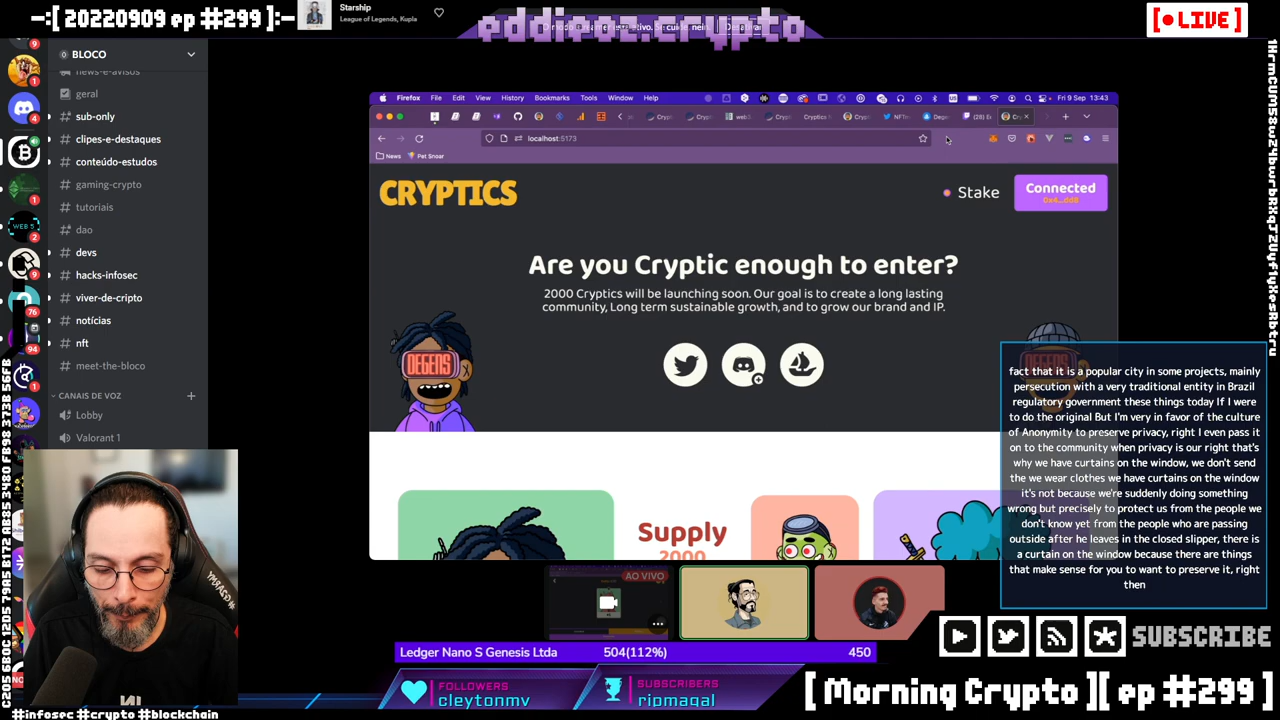 -:[ 20220909 ep #299 ]:-
Starship
League of Legends, Kupla
eddieoz.crypto
[ • LIVE ]
BLOCO
news-e-avisos
geral
sub-only
clipes-e-destaques
conteúdo-estudos
gaming-crypto
tutoriais
dao
devs
hacks-infosec
viver-de-cripto
notícias
nft
meet-the-bloco
CANAIS DE VOZ
Lobby
Valorant 1
Firefox File Edit View History Bookmarks Tools Window Help
Fri 9 Sep 13:43
localhost:5173
News
Pet Snoar
CRYPTICS
Stake
Connected
0x4...dd8
Are you Cryptic enough to enter?
2000 Cryptics will be launching soon. Our goal is to create a long lasting
community, Long term sustainable growth, and to grow our brand and IP.
DEGENS
Supply
2000
fact that it is a popular city in some projects, mainly
persecution with a very traditional entity in Brazil
regulatory government these things today If I were
to do the original But I'm very in favor of the culture
of Anonymity to preserve privacy, right I even pass it
on to the community when privacy is our right that's
why we have curtains on the window, we don't send
the we wear clothes we have curtains on the window
it's not because we're suddenly doing something
wrong but precisely to protect us from the people we
don't know yet from the people who are passing
outside after he leaves in the closed slipper, there is
a curtain on the window because there are things
that make sense for you to want to preserve it, right
then
AO VIVO
Ledger Nano S Genesis Ltda 504(112%) 450
FOLLOWERS
cleytonmv
SUBSCRIBERS
ripmagal
SUBSCRIBE
[ Morning Crypto ][ ep #299 ]
#infosec #crypto #blockchain